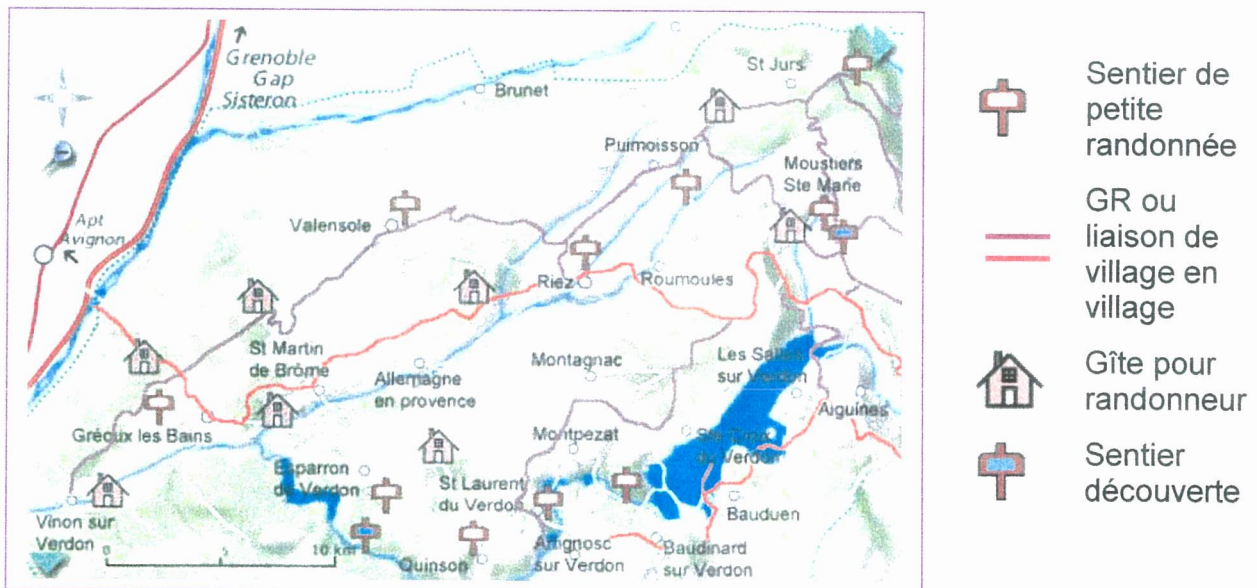 Grenoble
Gap
Sisteron
St Jurs
Brunet
Puimoisson
Moustiers
Ste Marie
Valensole
Apt
Avignon
Riez
Roumoules
St Martin
de Brôme
Allemagne
en provence
Montagnac
Les Salles
sur Verdon
Aiguines
Gréoux les Bains
Montpezat
Ste Croix
du Verdon
Esparron
de Verdon
St Laurent
du Verdon
Bauduen
Vinon sur
Verdon
0 5 10 km
Quinson
Artignosc
sur Verdon
Baudinard
sur Verdon
Sentier de
petite
randonnée
GR ou
liaison de
village en
village
Gîte pour
randonneur
Sentier
découverte